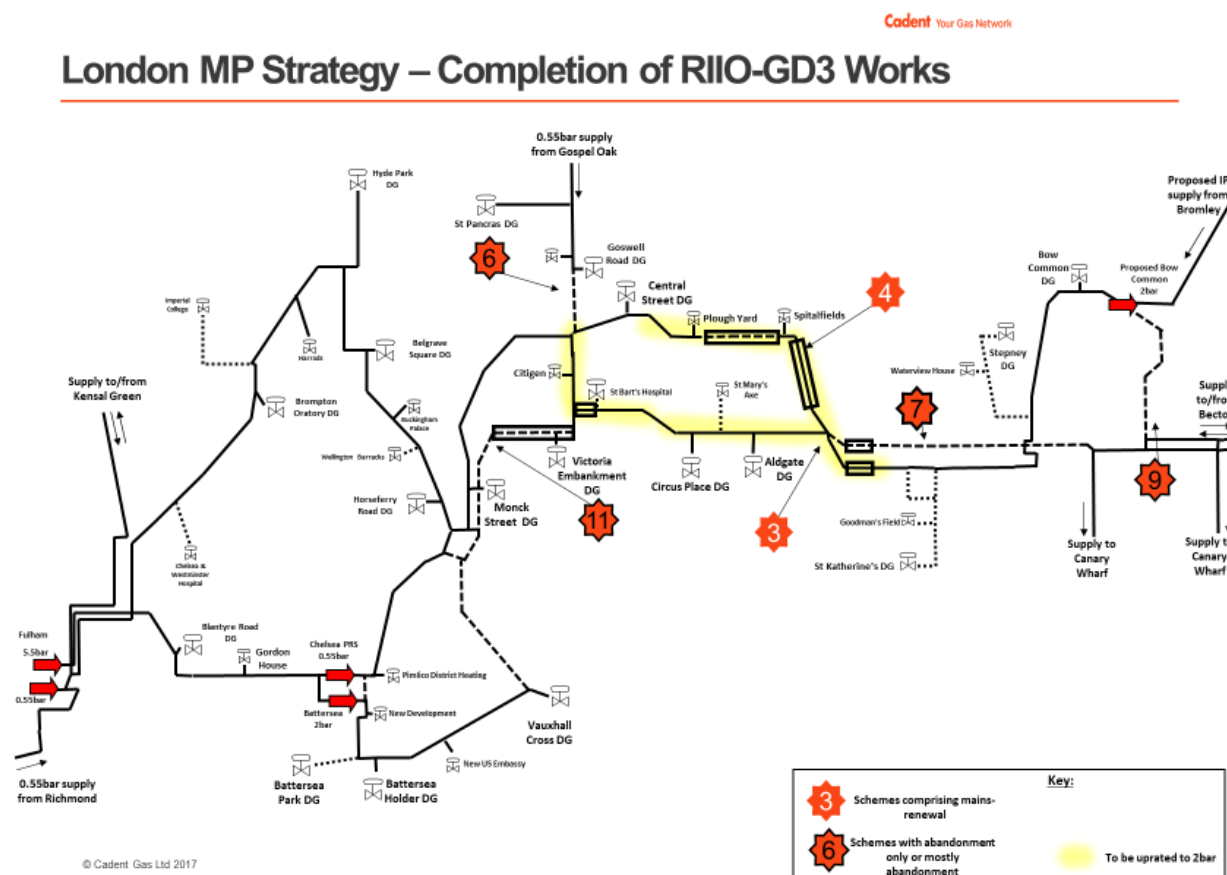 Cadent Your Gas Network
London MP Strategy – Completion of RIIO-GD3 Works
0.55bar supply
from Gospel Oak
Hyde Park
DG
St Pancras DG
6
Goswell
Road DG
Central
Street DG
Plough Yard
Spitalfields
4
Bow
Common
DG
Proposed IP
supply from
Bromley
Proposed Bow
Common
2bar
Imperial
College
Harrads
Belgrave
Square DG
Citigen
St Bart's Hospital
St Mary's
Axe
Waterview House
Stepney
DG
Supply to/from
Kensal Green
Brompton
Oratory DG
Buckingham
Palace
Wellington Barracks
7
Suppl
to/fro
Becto
Victoria
Embankment
DG
Circus Place DG
Aldgate
DG
9
Horseferry
Road DG
Monck
Street DG
11
3
Goodman's Field
St Katherine's DG
Supply to
Canary
Wharf
Supply t
Canary
Wharf
Chelsea &
Westminster
Hospital
Fulham
5.5bar
0.55bar
Blantyre Road
DG
Gordon
House
Chelsea PRS
0.55bar
Pimlico District Heating
Battersea
2bar
New Development
Vauxhall
Cross DG
New US Embassy
0.55bar supply
from Richmond
Battersea
Park DG
Battersea
Holder DG
Key:
3 Schemes comprising mains-
renewal
6 Schemes with abandonment
only or mostly
abandonment
To be uprated to 2bar
© Cadent Gas Ltd 2017